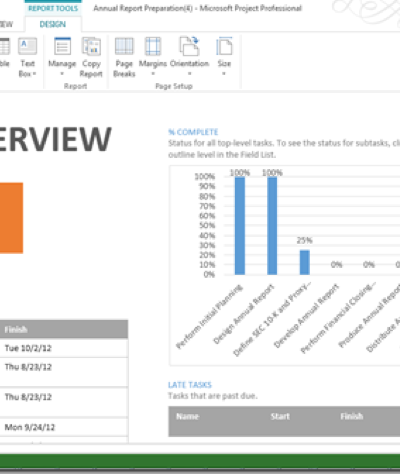 REPORT TOOLS Annual Report Preparation(4) - Microsoft Project Professional
DESIGN
Text Box
Manage
Copy Report
Page Breaks
Margins
Orientation
Size
Report
Page Setup
ERVIEW
% COMPLETE
Status for all top-level tasks. To see the status for subtasks,
outline level in the Field List.
100%
90%
80%
70%
60%
50%
40%
30%
20%
10%
0%
100%
100%
25%
0%
0%
Perform Initial Planning
Design Annual Report
Define SEC 10-K and Proxy...
Develop Annual Report
Perform Financial Closing...
Produce Annual Report
Distribute
Finish
Tue 10/2/12
Thu 8/23/12
Thu 8/23/12
Mon 9/24/12
LATE TASKS
Tasks that are past due.
Name Start Finish